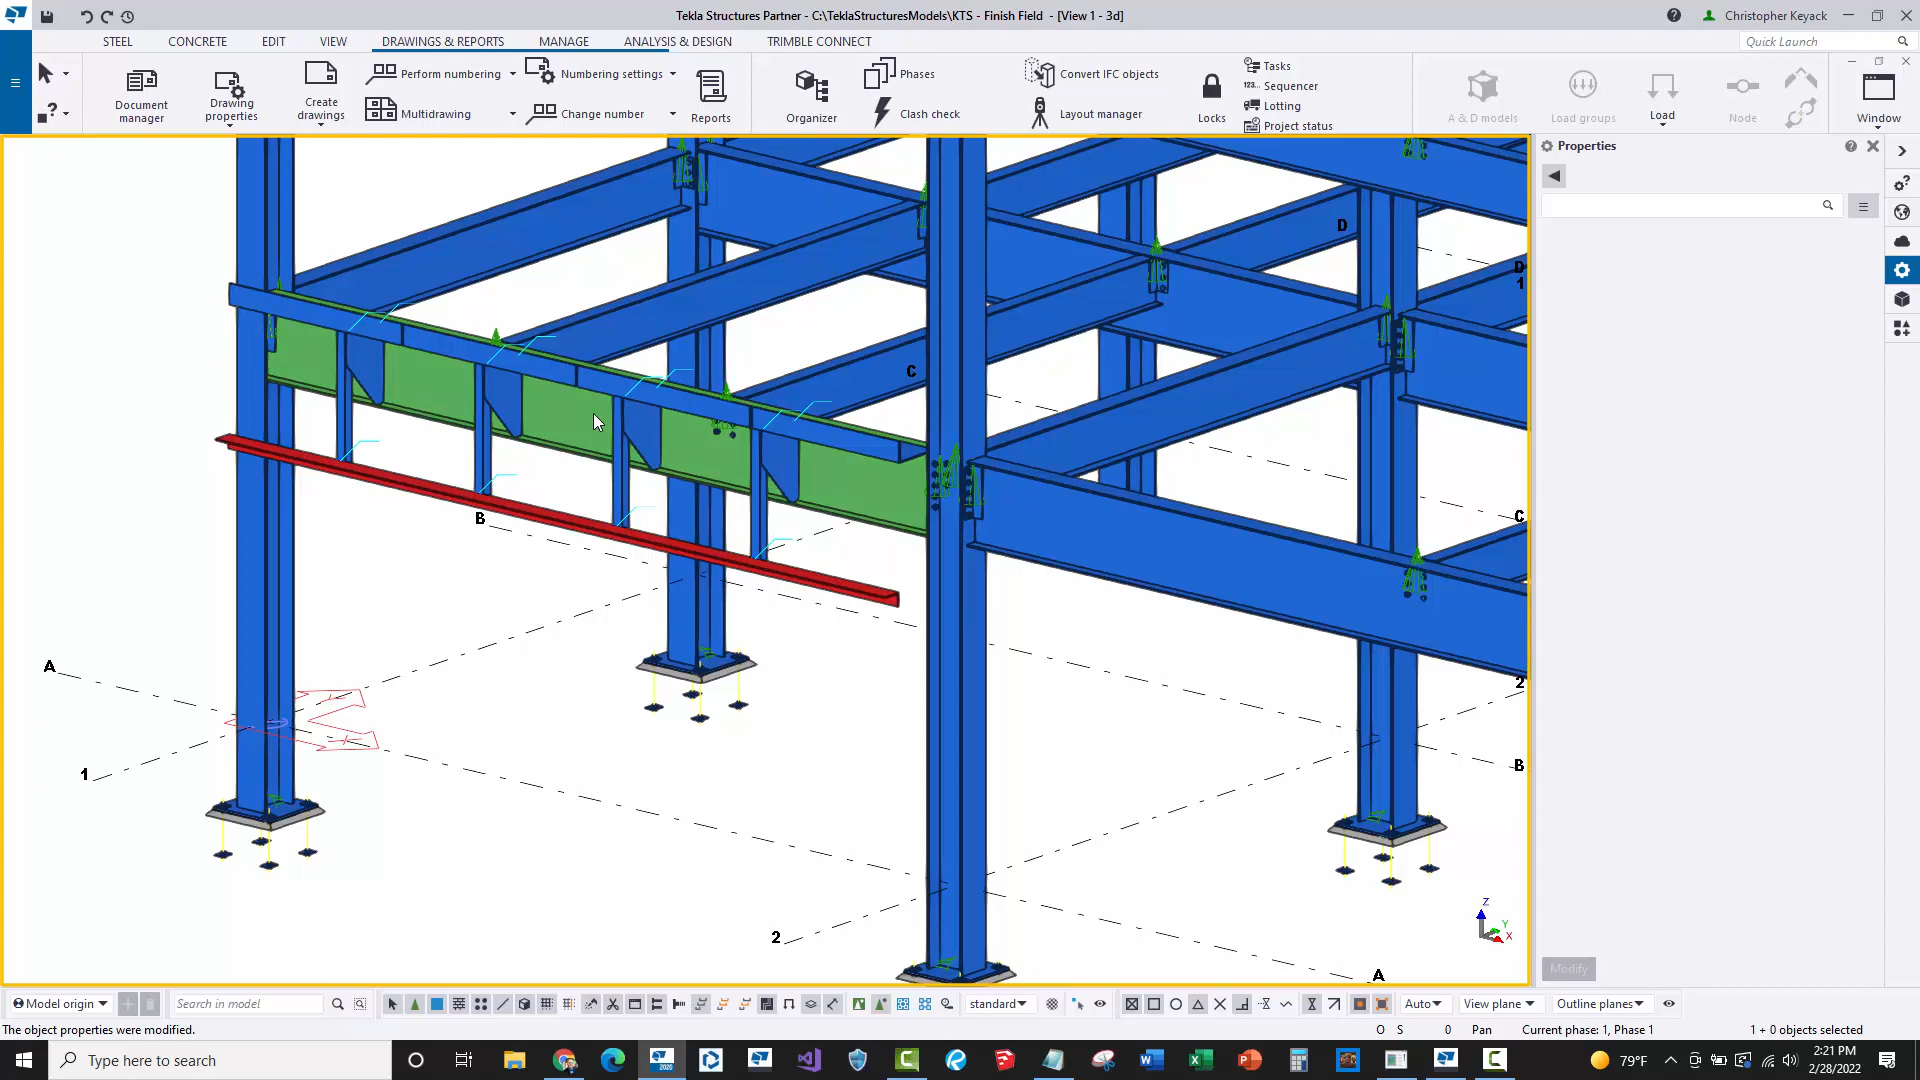 Tekla Structures Partner - C:\TeklaStructuresModels\KTS - Finish Field - [View 1 - 3d]
Christopher Keyack
STEEL CONCRETE EDIT VIEW DRAWINGS & REPORTS MANAGE ANALYSIS & DESIGN TRIMBLE CONNECT
Quick Launch
Document manager
Drawing properties
Create drawings
Perform numbering
Multidrawing
Numbering settings
Change number
Reports
Organizer
Phases
Clash check
Convert IFC objects
Layout manager
Locks
Tasks
Sequencer
Lotting
Project status
A & D models
Load groups
Load
Node
Window
Properties
D
D
1
C
B
C
A
2
1
B
2
A
Z
Y
X
Modify
Model origin
Search in model
standard
Auto
View plane
Outline planes
The object properties were modified.
O S 0 Pan Current phase: 1, Phase 1 1 + 0 objects selected
Type here to search
2020
79°F
2:21 PM
2/28/2022